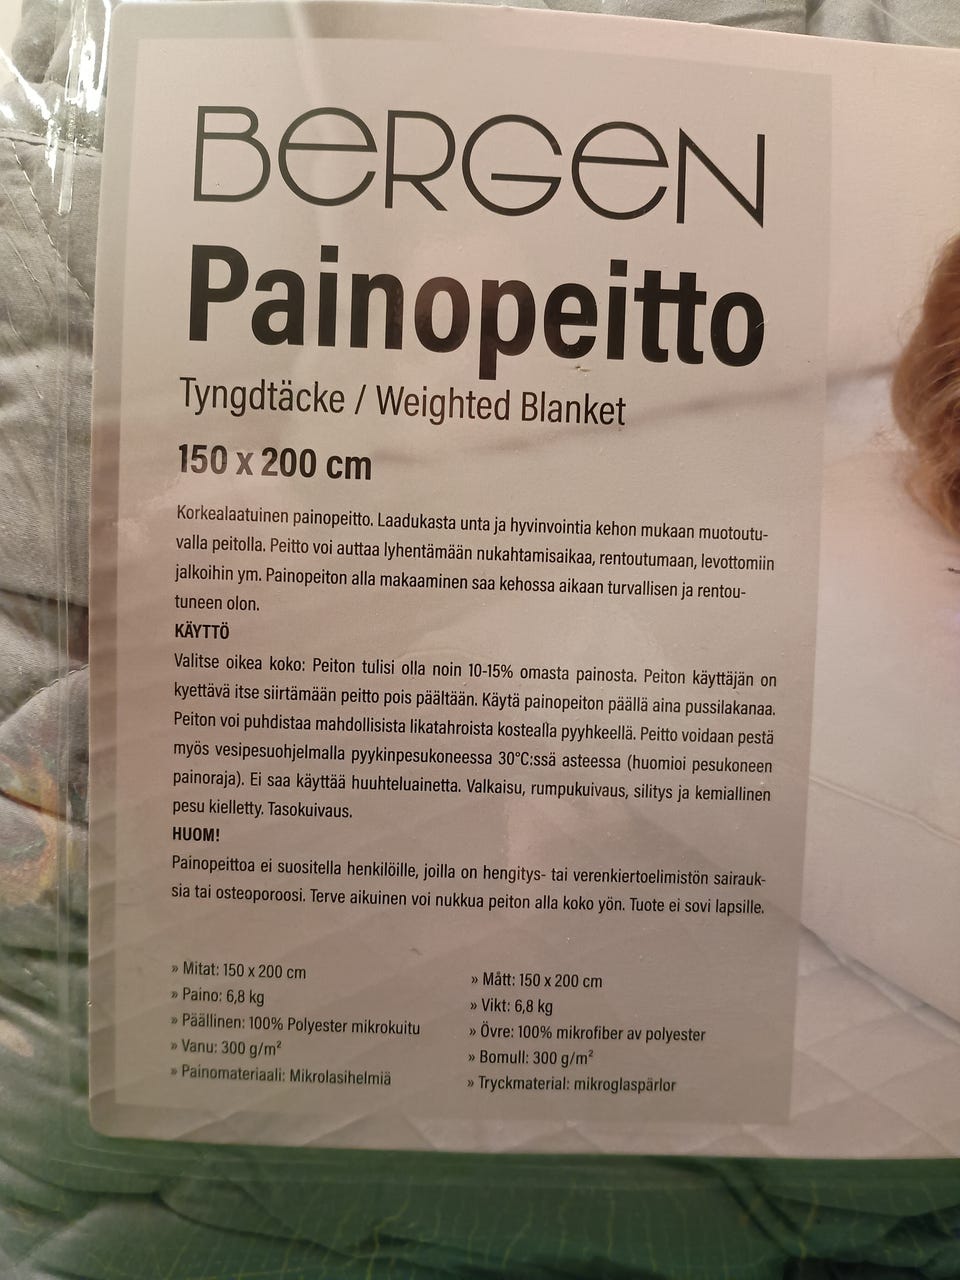 BERGEN
Painopeitto
Tyngdtäcke / Weighted Blanket
150 x 200 cm
Korkealaatuinen painopeitto. Laadukasta unta ja hyvinvointia kehon mukaan muotoutu-
valla peitolla. Peitto voi auttaa lyhentämään nukahtamisaikaa, rentoutumaan, levottomiin
jalkoihin ym. Painopeiton alla makaaminen saa kehossa aikaan turvallisen ja rentou-
tuneen olon.
KÄYTTÖ
Valitse oikea koko: Peiton tulisi olla noin 10-15% omasta painosta. Peiton käyttäjän on
kyettävä itse siirtämään peitto pois päältään. Käytä painopeiton päällä aina pussilakanaa.
Peiton voi puhdistaa mahdollisista likatahroista kostealla pyyhkeellä. Peitto voidaan pestä
myös vesipesuohjelmalla pyykinpesukoneessa 30°C:ssä asteessa (huomioi pesukoneen
painoraja). Ei saa käyttää huuhteluainetta. Valkaisu, rumpukuivaus, silitys ja kemiallinen
pesu kielletty. Tasokuivaus.
HUOM!
Painopeittoa ei suositella henkilöille, joilla on hengitys- tai verenkiertoelimistön sairauk-
sia tai osteoporoosi. Terve aikuinen voi nukkua peiton alla koko yön. Tuote ei sovi lapsille.
» Mitat: 150 x 200 cm
» Paino: 6,8 kg
» Päällinen: 100% Polyester mikrokuitu
» Vanu: 300 g/m²
» Painomateriaali: Mikrolasihelmiä
» Mått: 150 x 200 cm
» Vikt: 6,8 kg
» Övre: 100% mikrofiber av polyester
» Bomull: 300 g/m²
» Tryckmaterial: mikroglaspärlor